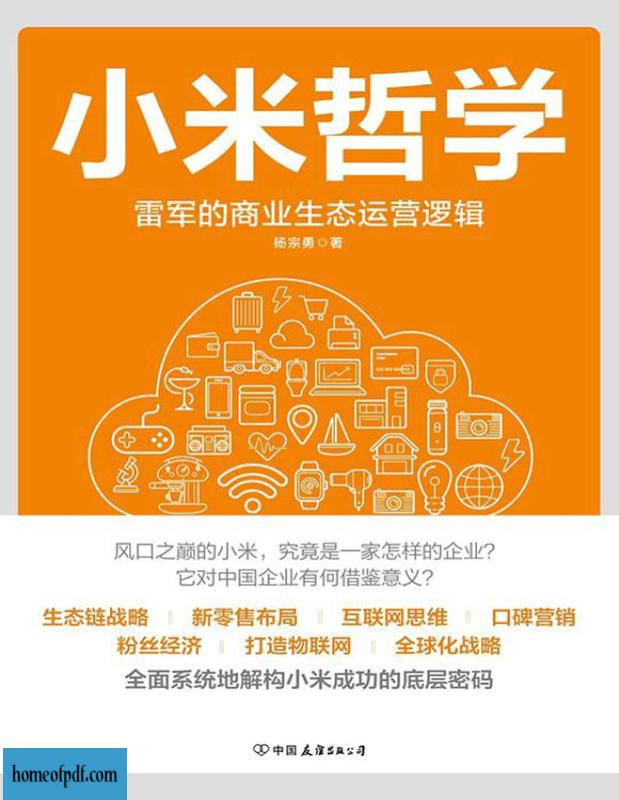 小米哲学
雷军的商业生态运营逻辑
杨宗勇◎著
风口之巅的小米，究竟是一家怎样的企业？
它对中国企业有何借鉴意义？
生态链战略 ‖ 新零售布局 ‖ 互联网思维 ‖ 口碑营销
粉丝经济 ‖ 打造物联网 ‖ 全球化战略
全面系统地解构小米成功的底层密码
中国友谊出版公司
homeofpdf.com